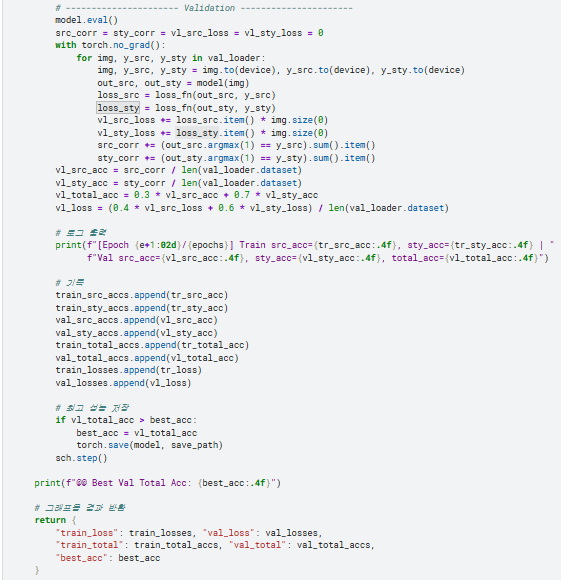 # ---------------------- Validation ----------------------
model.eval()
src_corr = sty_corr = vl_src_loss = vl_sty_loss = 0
with torch.no_grad():
for img, y_src, y_sty in val_loader:
img, y_src, y_sty = img.to(device), y_src.to(device), y_sty.to(device)
out_src, out_sty = model(img)
loss_src = loss_fn(out_src, y_src)
loss_sty = loss_fn(out_sty, y_sty)
vl_src_loss += loss_src.item() * img.size(0)
vl_sty_loss += loss_sty.item() * img.size(0)
src_corr += (out_src.argmax(1) == y_src).sum().item()
sty_corr += (out_sty.argmax(1) == y_sty).sum().item()
vl_src_acc = src_corr / len(val_loader.dataset)
vl_sty_acc = sty_corr / len(val_loader.dataset)
vl_total_acc = 0.3 * vl_src_acc + 0.7 * vl_sty_acc
vl_loss = (0.4 * vl_src_loss + 0.6 * vl_sty_loss) / len(val_loader.dataset)
# 로그 출력
print(f"[Epoch {e+1:02d}/{epochs}] Train src_acc={tr_src_acc:.4f}, sty_acc={tr_sty_acc:.4f} | "
f"Val src_acc={vl_src_acc:.4f}, sty_acc={vl_sty_acc:.4f}, total_acc={vl_total_acc:.4f}")
# 기록
train_src_accs.append(tr_src_acc)
train_sty_accs.append(tr_sty_acc)
val_src_accs.append(vl_src_acc)
val_sty_accs.append(vl_sty_acc)
train_total_accs.append(tr_total_acc)
val_total_accs.append(vl_total_acc)
train_losses.append(tr_loss)
val_losses.append(vl_loss)
# 최고 성능 저장
if vl_total_acc > best_acc:
best_acc = vl_total_acc
torch.save(model, save_path)
sch.step()
print(f"@@ Best Val Total Acc: {best_acc:.4f}")
# 그래프용 결과 반환
return {
"train_loss": train_losses, "val_loss": val_losses,
"train_total": train_total_accs, "val_total": val_total_accs,
"best_acc": best_acc
}